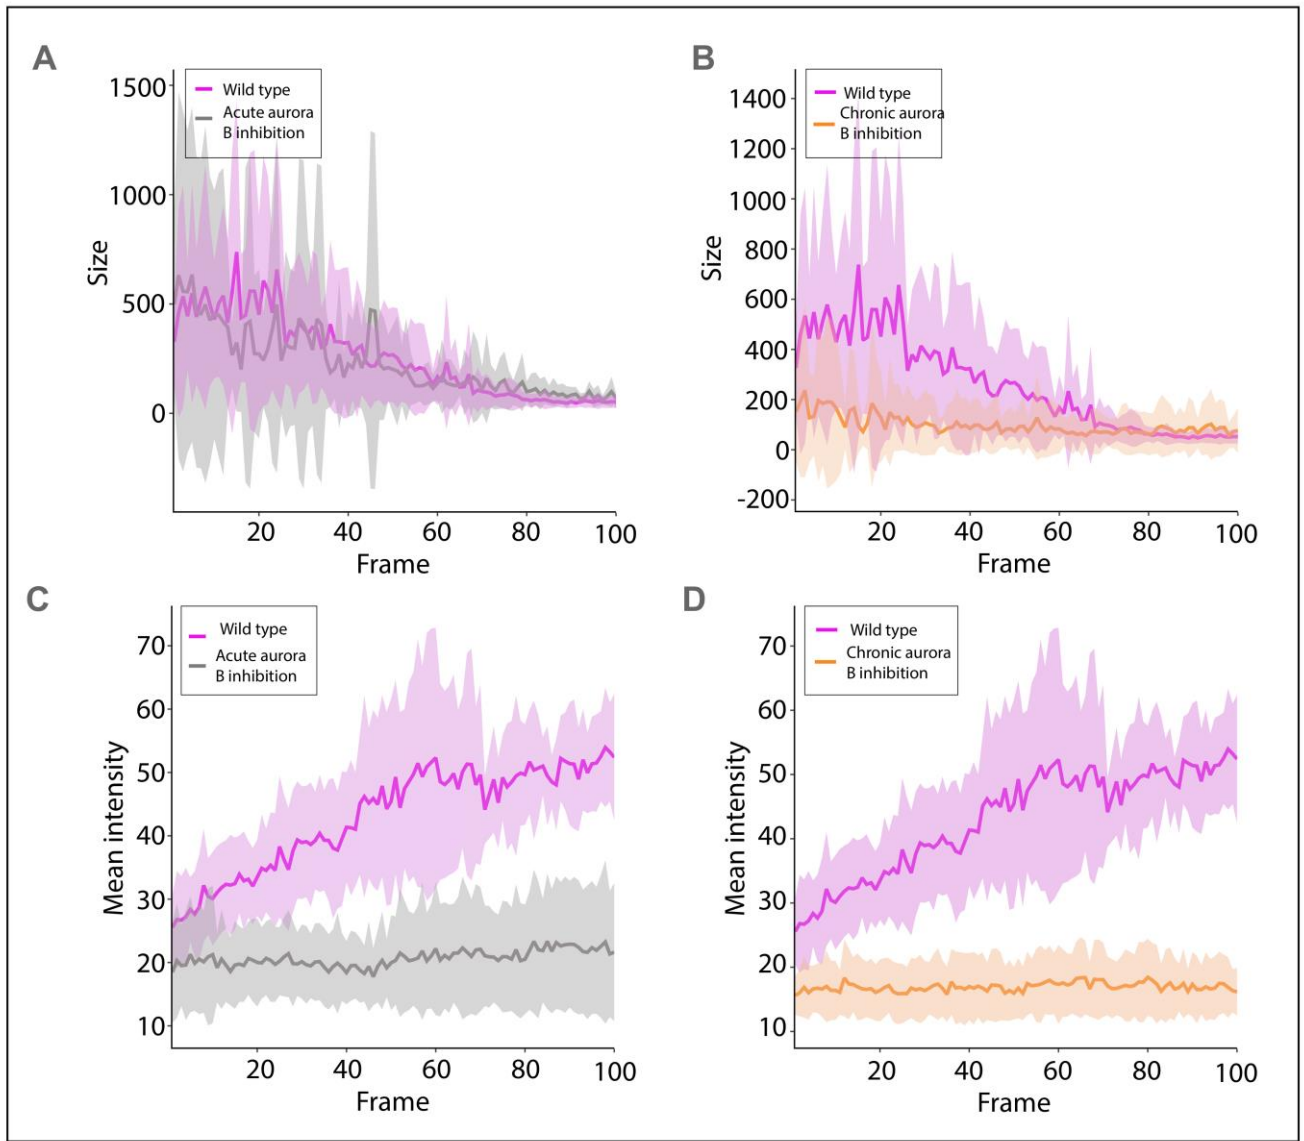 A
Wild type
Acute aurora
B inhibition
1500
1000
500
0
Size
20 40 60 80 100
Frame
B
Wild type
Chronic aurora
B inhibition
1400
1200
1000
800
600
400
200
0
-200
Size
20 40 60 80 100
Frame
C
Wild type
Acute aurora
B inhibition
70
60
50
40
30
20
10
Mean intensity
20 40 60 80 100
Frame
D
Wild type
Chronic aurora
B inhibition
70
60
50
40
30
20
10
Mean intensity
20 40 60 80 100
Frame